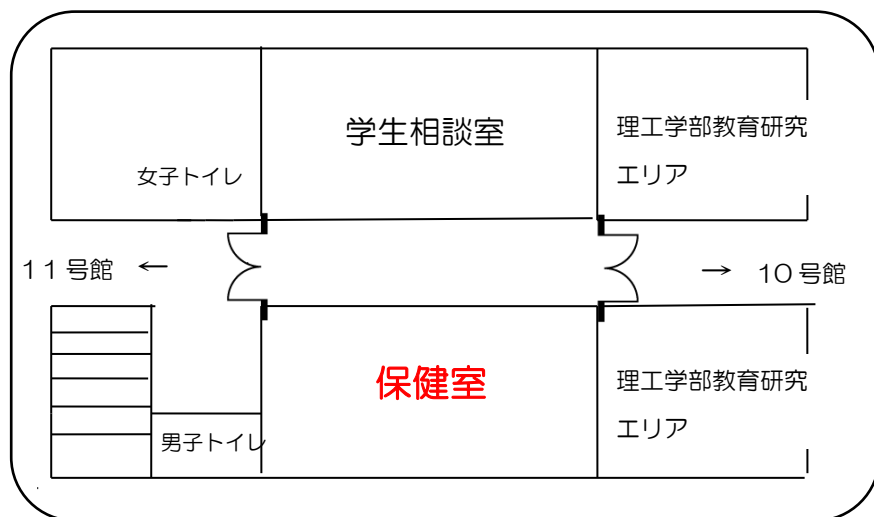 学生相談室
理工学部教育研究
エリア
女子トイレ
11号館 ←
→ 10号館
保健室
理工学部教育研究
エリア
男子トイレ